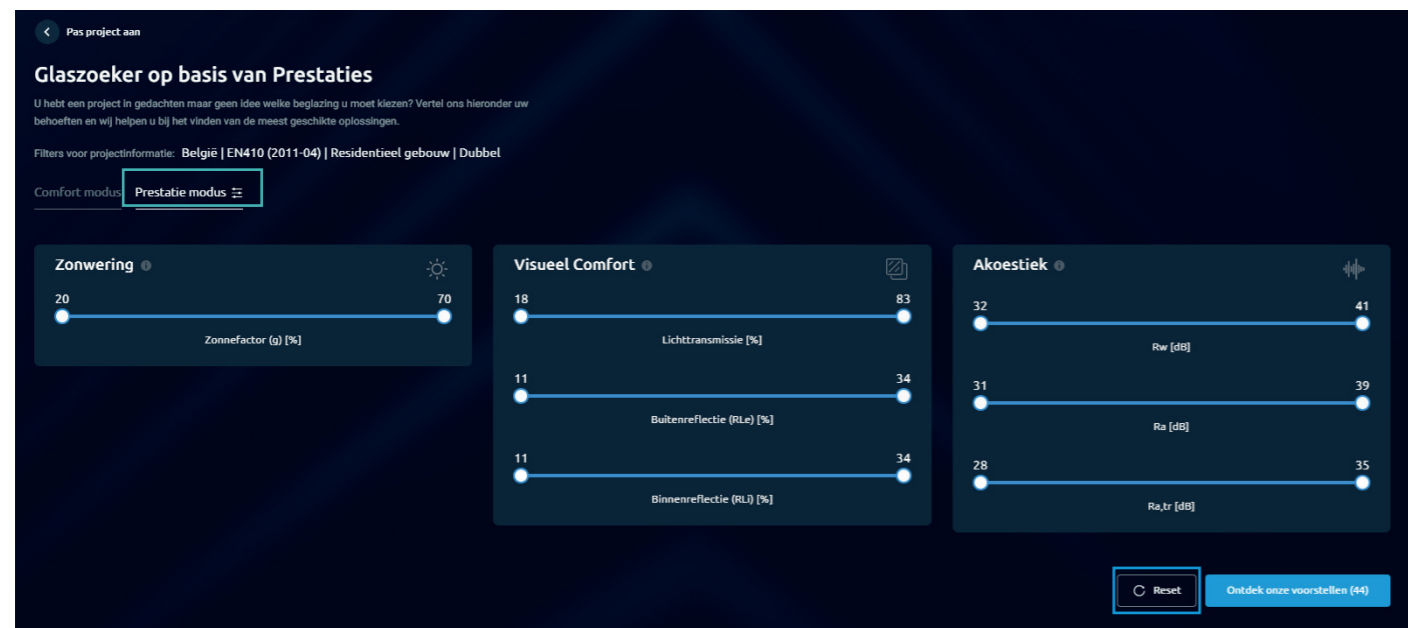 Pas project aan
Glaszoeker op basis van Prestaties
U hebt een project in gedachten maar geen idee welke beglazing u moet kiezen? Vertel ons hieronder uw
behoeften en wij helpen u bij het vinden van de meest geschikte oplossingen.
Filters voor projectinformatie: België | EN410 (2011-04) | Residentieel gebouw | Dubbel
Comfort modus Prestatie modus
Zonwering
20 70
Zonnefactor (g) [%]
Visueel Comfort
18 83
Lichttransmissie [%]
11 34
Buitenreflectie (RLe) [%]
11 34
Binnenreflectie (RLi) [%]
Akoestiek
32 41
Rw [dB]
31 39
Ra [dB]
28 35
Ra,tr [dB]
Reset Ontdek onze voorstellen (44)